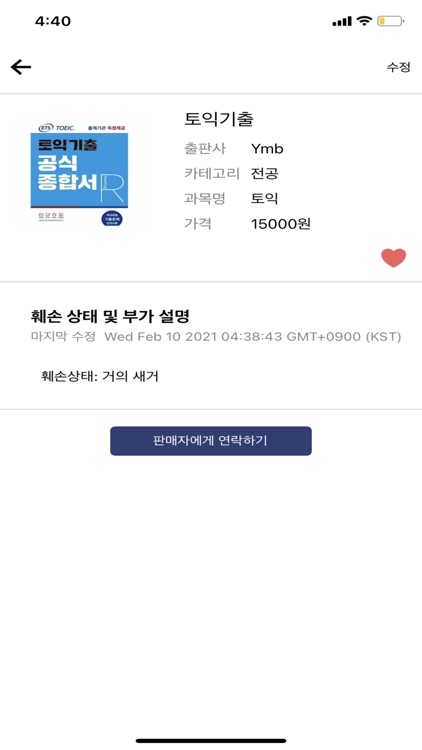 4:40
수정
ETS TOEIC 출제기관 독점제공
토익기출
공식
종합서
R
토익기출
출판사 Ymb
카테고리 전공
과목명 토익
가격 15000원
훼손 상태 및 부가 설명
마지막 수정 Wed Feb 10 2021 04:38:43 GMT+0900 (KST)
훼손상태: 거의 새거
판매자에게 연락하기